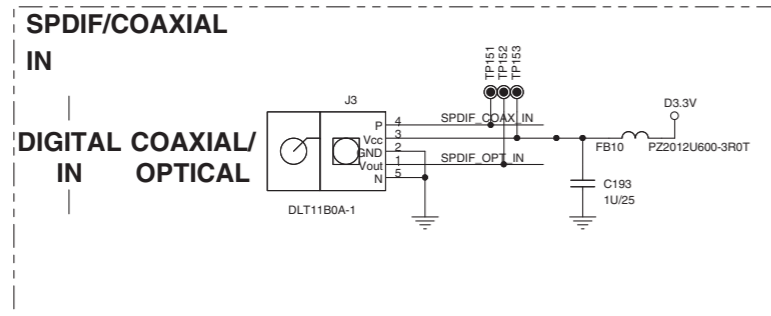 SPDIF/COAXIAL
IN
TP151
TP152
TP153
J3
D3.3V
P 4 SPDIF_COAX_IN
Vcc 3
GND 2
Vout 1 SPDIF_OPT_IN
N 5
FB10 PZ2012U600-3R0T
DIGITAL COAXIAL/
IN OPTICAL
C193
1U/25
DLT11B0A-1